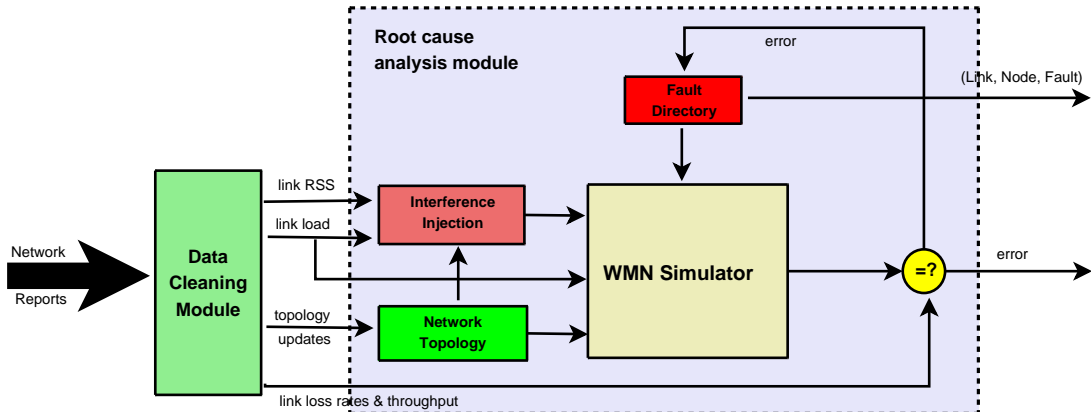 Root cause
analysis module
error
Fault
Directory
(Link, Node, Fault)
link RSS
Interference
Injection
link load
Network
Reports
Data
Cleaning
Module
WMN Simulator
=?
error
topology
updates
Network
Topology
link loss rates & throughput